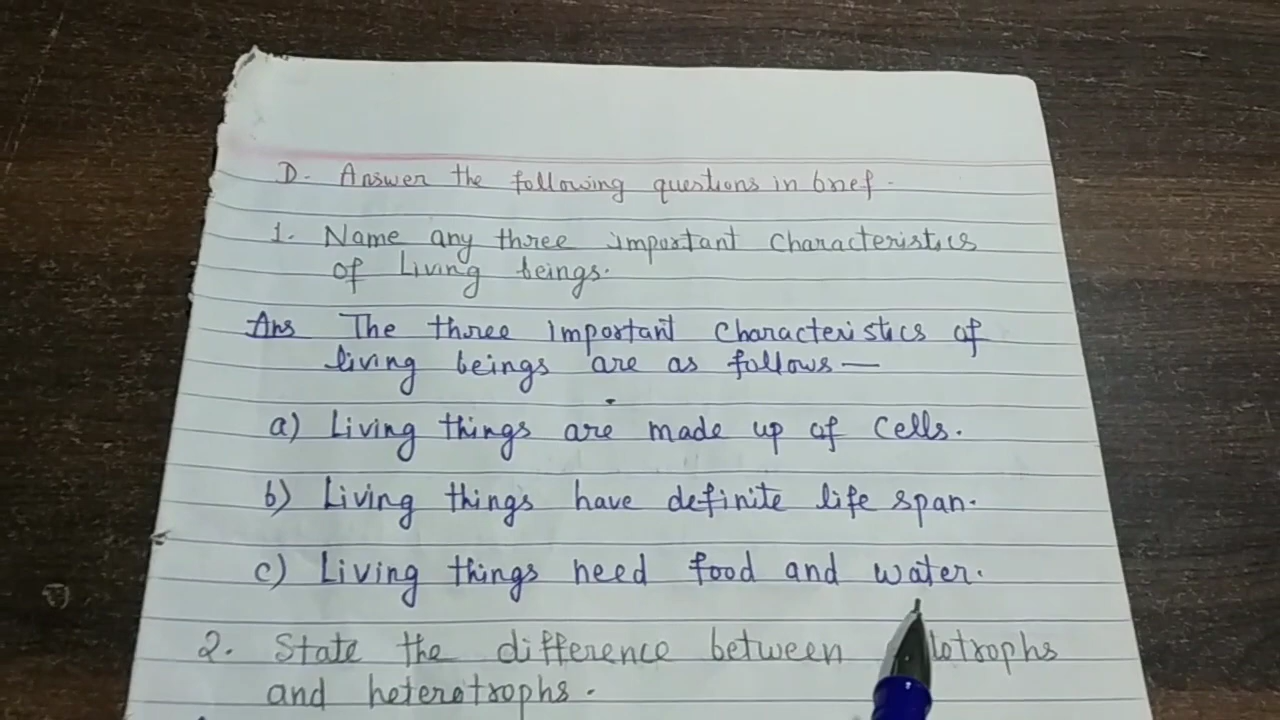 D. Answer the following questions in brief.
1. Name any three important characteristics
of living beings.
Ans The three important characteristics of
living beings are as follows—
a) Living things are made up of cells.
b) Living things have definite life span.
c) Living things need food and water.
2. State the difference between
and heterotrophs.